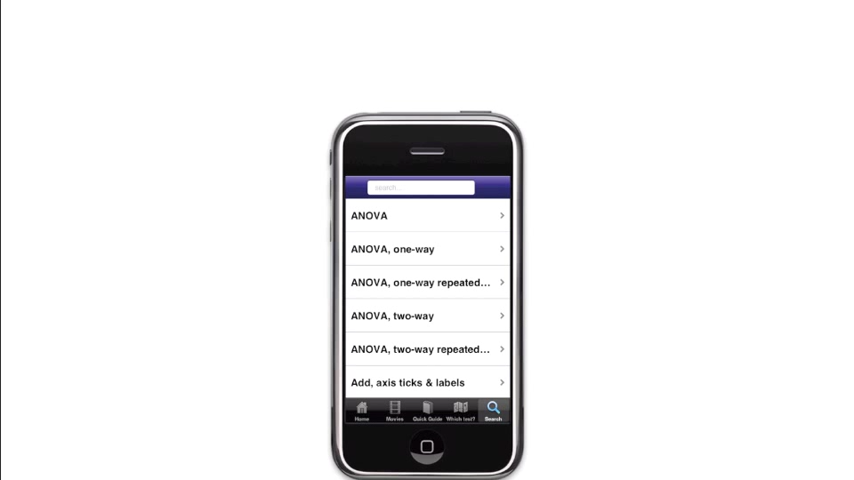 search...
ANOVA
ANOVA, one-way
ANOVA, one-way repeated...
ANOVA, two-way
ANOVA, two-way repeated...
Add, axis ticks & labels
Home Movies Quick Guide Which test? Search